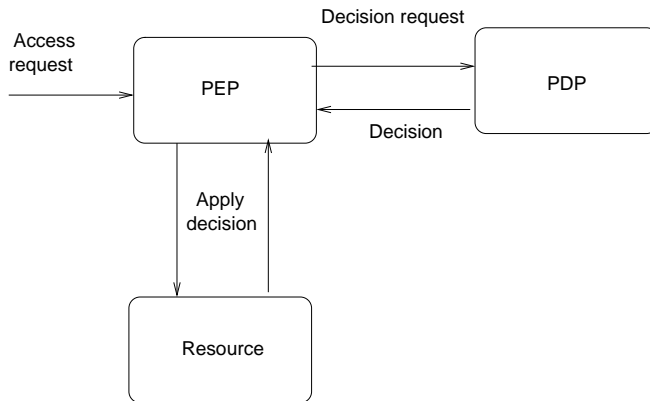 Access
request
PEP
Decision request
PDP
Decision
Apply
decision
Resource